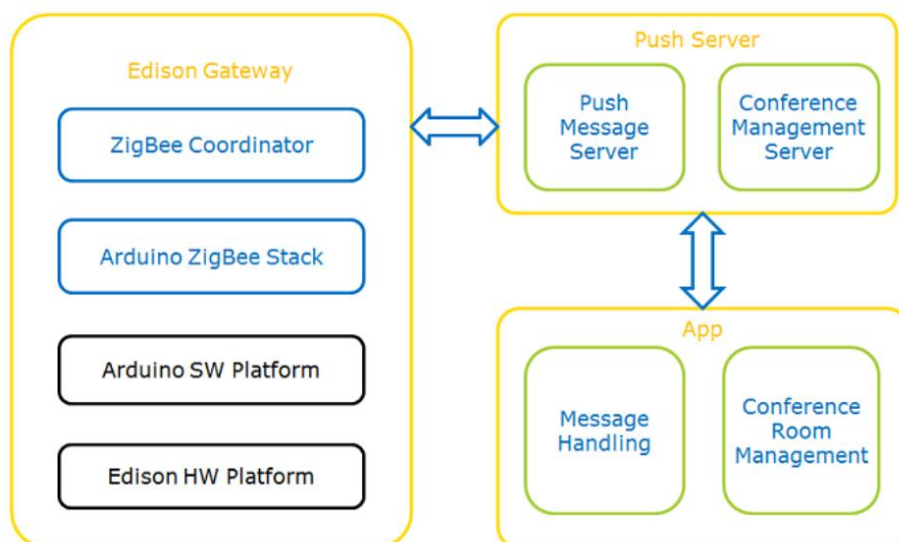 Edison Gateway
ZigBee Coordinator
Arduino ZigBee Stack
Arduino SW Platform
Edison HW Platform
Push Server
Push
Message
Server
Conference
Management
Server
App
Message
Handling
Conference
Room
Management